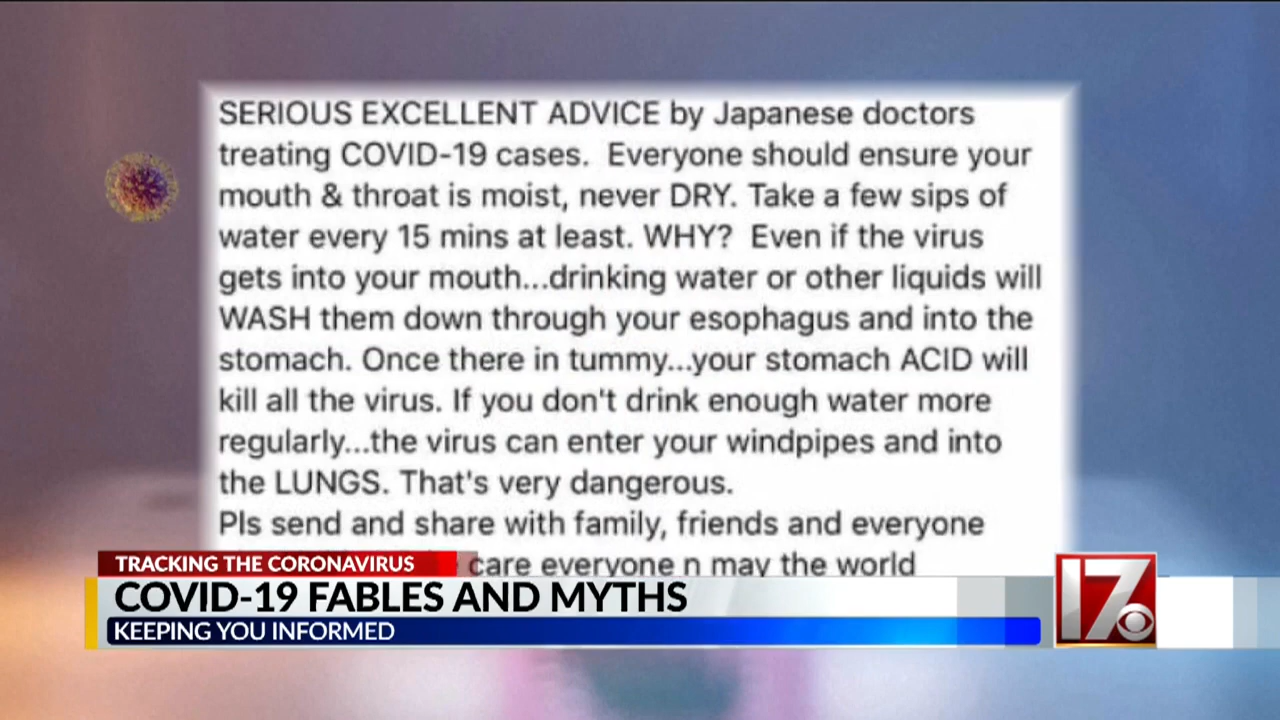 SERIOUS EXCELLENT ADVICE by Japanese doctors
treating COVID-19 cases.  Everyone should ensure your
mouth & throat is moist, never DRY. Take a few sips of
water every 15 mins at least. WHY?  Even if the virus
gets into your mouth...drinking water or other liquids will
WASH them down through your esophagus and into the
stomach. Once there in tummy...your stomach ACID will
kill all the virus. If you don't drink enough water more
regularly...the virus can enter your windpipes and into
the LUNGS. That's very dangerous.
Pls send and share with family, friends and everyone
care everyone n may the world
TRACKING THE CORONAVIRUS
COVID-19 FABLES AND MYTHS
KEEPING YOU INFORMED
17